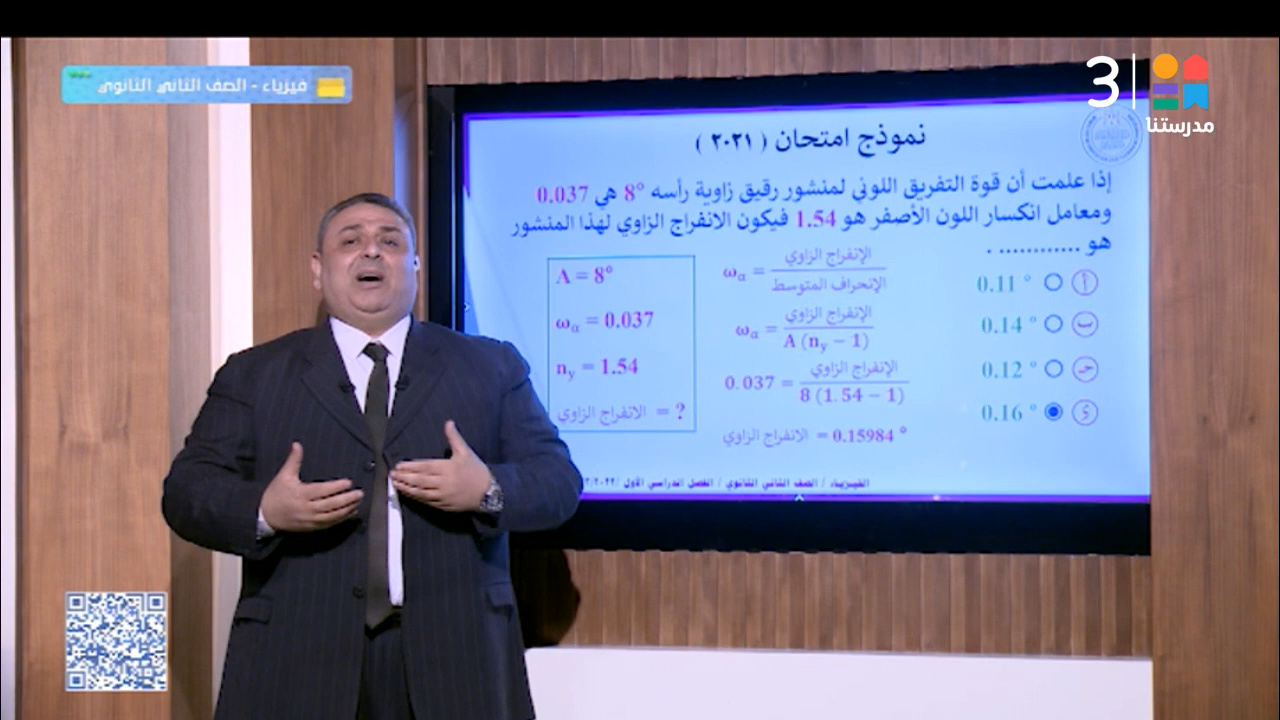 فيزياء - الصف الثاني الثانوي
3
مدرستنا
نموذج امتحان ( ٢٠٢١ )
إذا علمت أن قوة التفريق اللوني لمنشور رقيق زاوية رأسه 8° هي 0.037
ومعامل انكسار اللون الأصفر هو 1.54 فيكون الانفراج الزاوي لهذا المنشور
هو ............ .
أ 0.11 °
ب 0.14 °
جـ 0.12 °
د 0.16 °
ωα = الإنفراج الزاوي / الإنحراف المتوسط
ωα = الإنفراج الزاوي / A (ny − 1)
0.037 = الإنفراج الزاوي / 8 (1.54 − 1)
الانفراج الزاوي = 0.15984 °
A = 8°
ωα = 0.037
ny = 1.54
الانفراج الزاوي = ?
الفيزياء / الصف الثاني الثانوي / الفصل الدراسي الأول